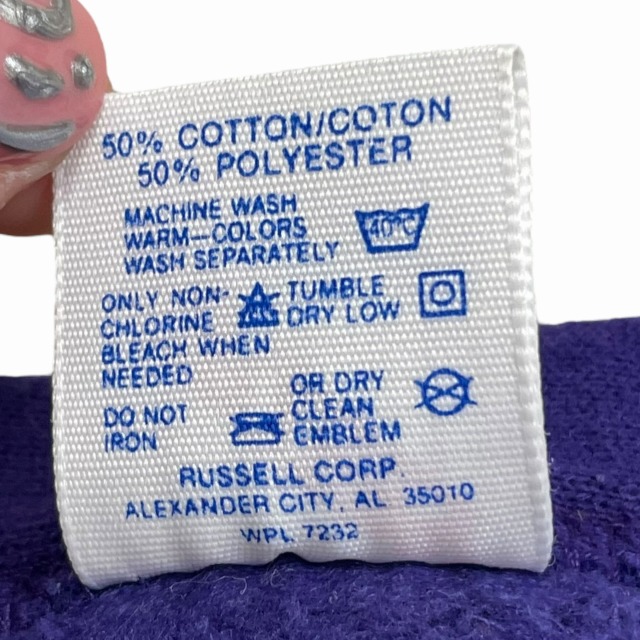 50% COTTON/COTON
50% POLYESTER
MACHINE WASH
WARM—COLORS
WASH SEPARATELY
40°C
ONLY NON-
CHLORINE
BLEACH WHEN
NEEDED
TUMBLE
DRY LOW
DO NOT
IRON
OR DRY
CLEAN
EMBLEM
RUSSELL CORP.
ALEXANDER CITY, AL 35010
WPL 7232